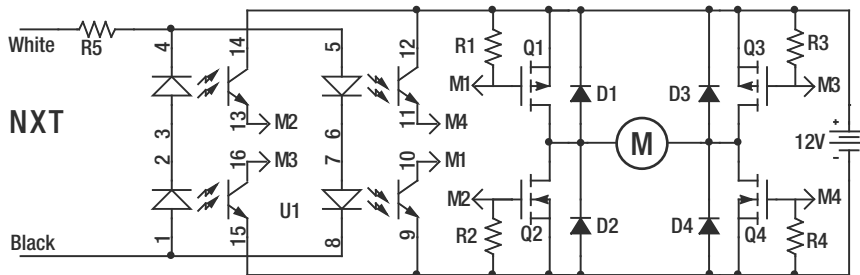 White
R5
4
14
5
12
R1
Q1
Q3
R3
M1
D1
D3
M3
NXT
3
13
M2
6
11
M4
12V
+
-
M
2
16
M3
7
10
M1
M2
M4
U1
R2
Q2
D2
D4
Q4
R4
Black
1
15
8
9